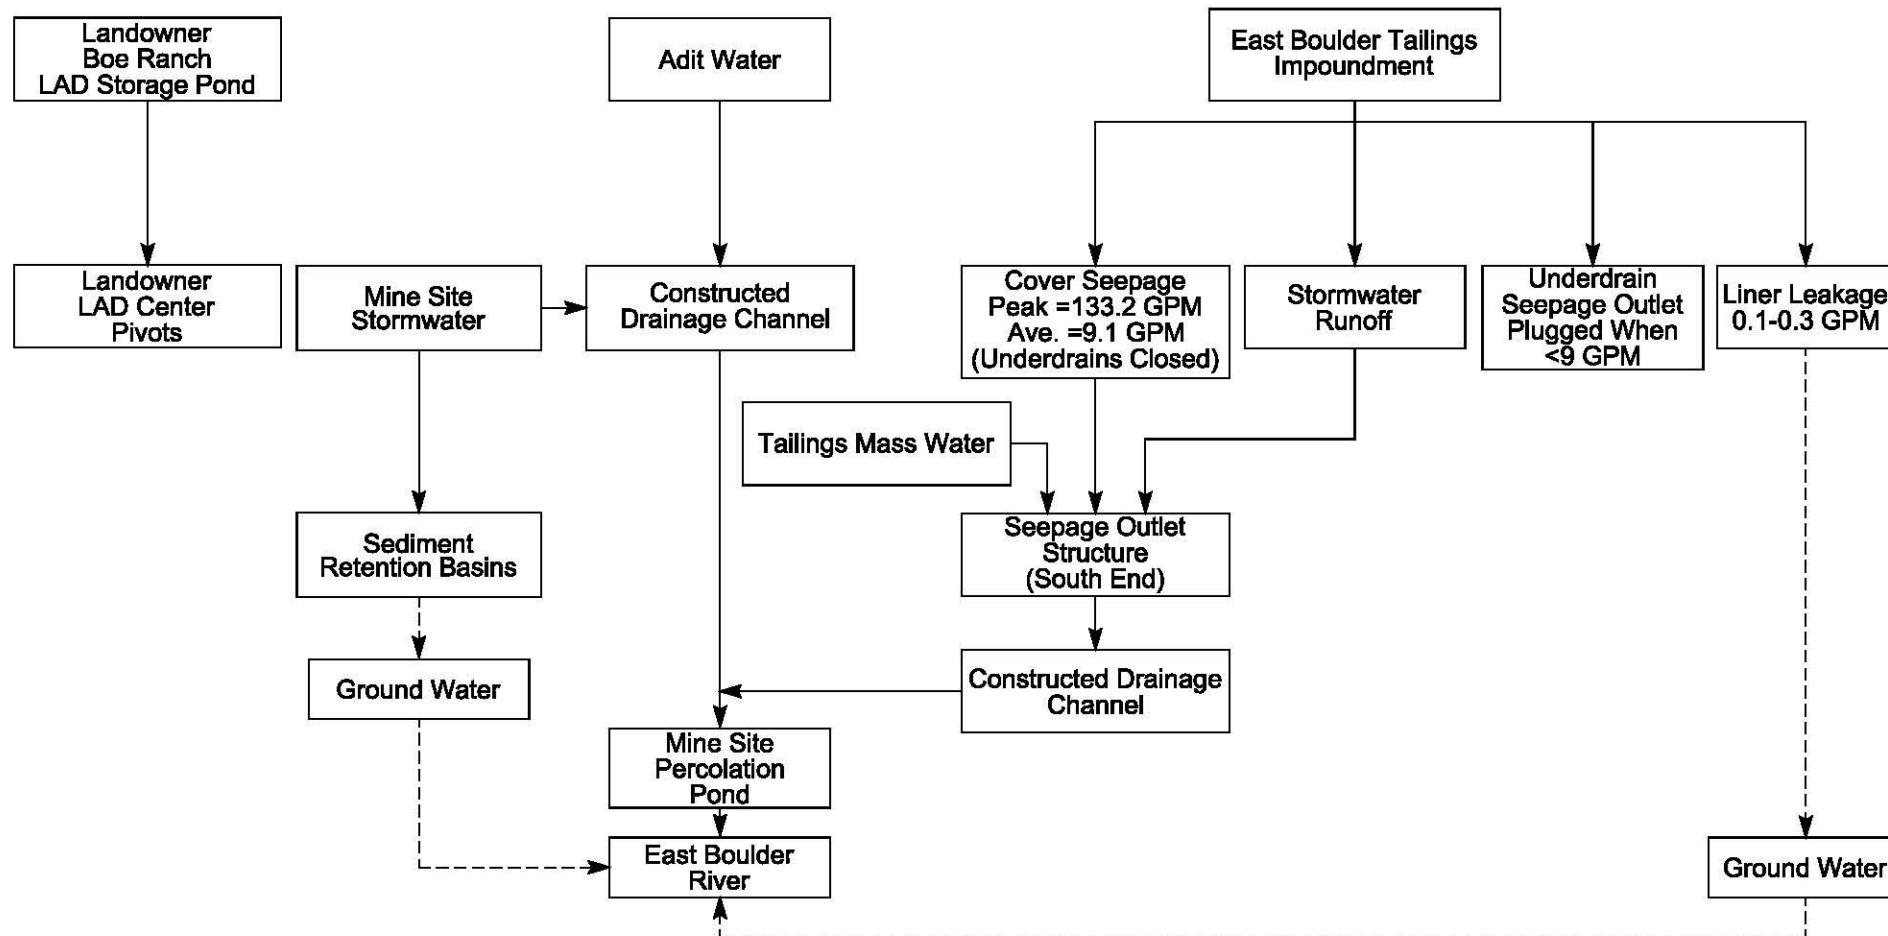 Landowner
Boe Ranch
LAD Storage Pond
Adit Water
East Boulder Tailings
Impoundment
Landowner
LAD Center
Pivots
Mine Site
Stormwater
Constructed
Drainage Channel
Cover Seepage
Peak =133.2 GPM
Ave. =9.1 GPM
(Underdrains Closed)
Stormwater
Runoff
Underdrain
Seepage Outlet
Plugged When
<9 GPM
Liner Leakage
0.1-0.3 GPM
Tailings Mass Water
Sediment
Retention Basins
Seepage Outlet
Structure
(South End)
Ground Water
Constructed Drainage
Channel
Mine Site
Percolation
Pond
East Boulder
River
Ground Water